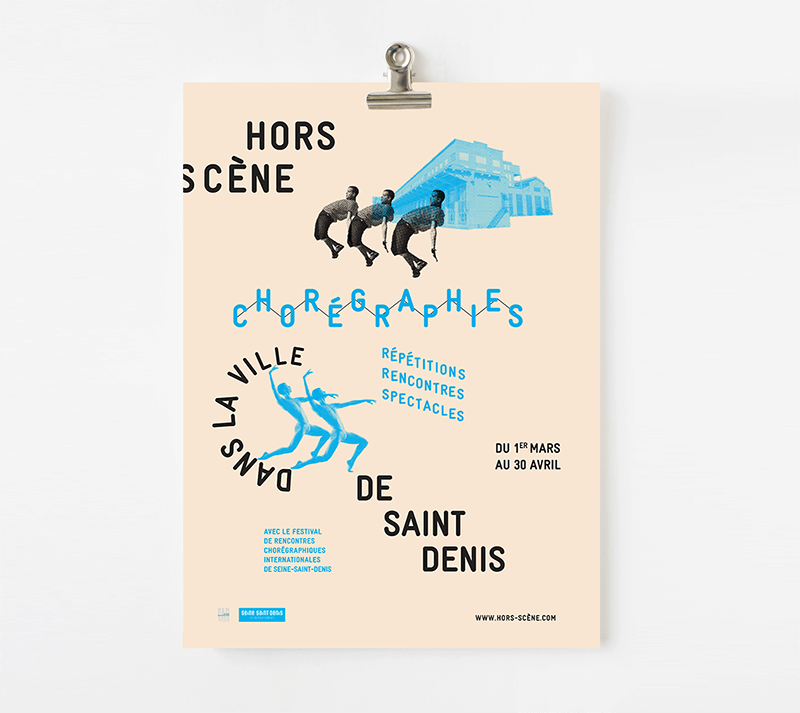 HORS
SCÈNE
CHORÉGRAPHIES
DANS LA VILLE
RÉPÉTITIONS
RENCONTRES
SPECTACLES
DU 1ER MARS
AU 30 AVRIL
DE
SAINT
DENIS
AVEC LE FESTIVAL
DE RENCONTRES
CHORÉGRAPHIQUES
INTERNATIONALES
DE SEINE-SAINT-DENIS
SEINE SAINT DENIS
WWW.HORS-SCÈNE.COM